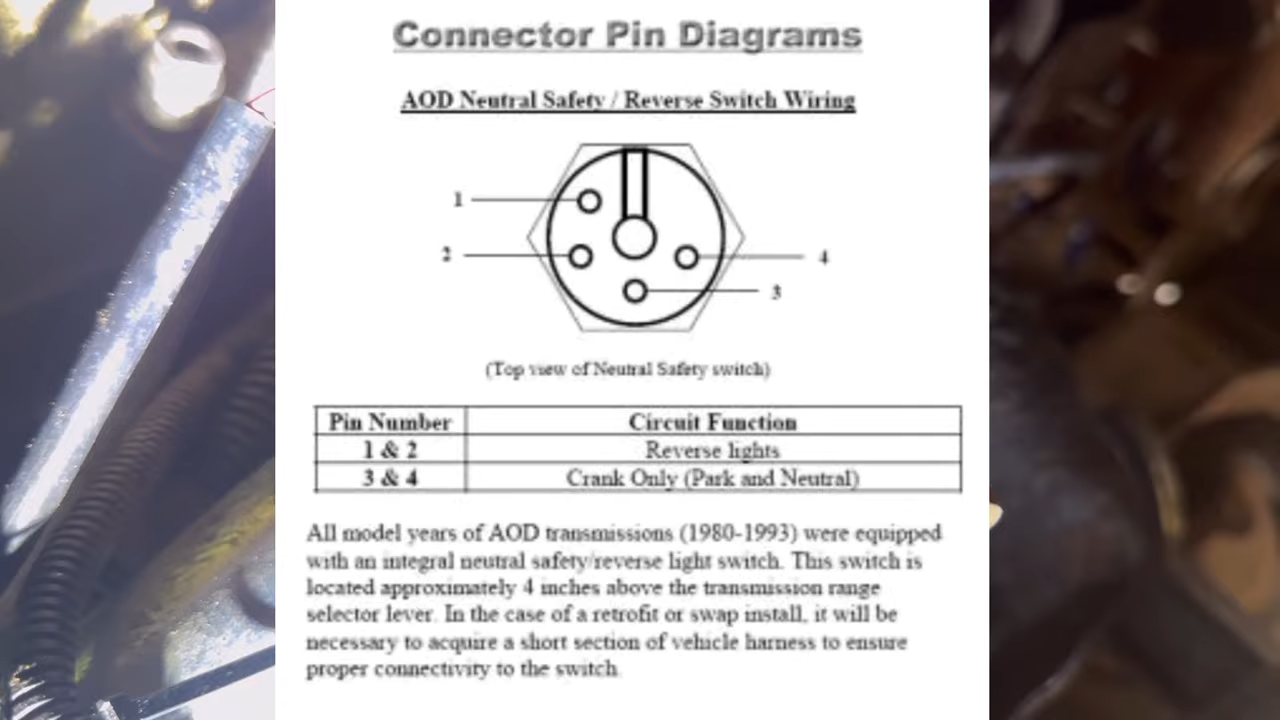 Connector Pin Diagrams
AOD Neutral Safety / Reverse Switch Wiring
1
2
4
3
(Top view of Neutral Safety switch)
Pin Number Circuit Function
1 & 2 Reverse lights
3 & 4 Crank Only (Park and Neutral)
All model years of AOD transmissions (1980-1993) were equipped
with an integral neutral safety/reverse light switch. This switch is
located approximately 4 inches above the transmission range
selector lever. In the case of a retrofit or swap install, it will be
necessary to acquire a short section of vehicle harness to ensure
proper connectivity to the switch.